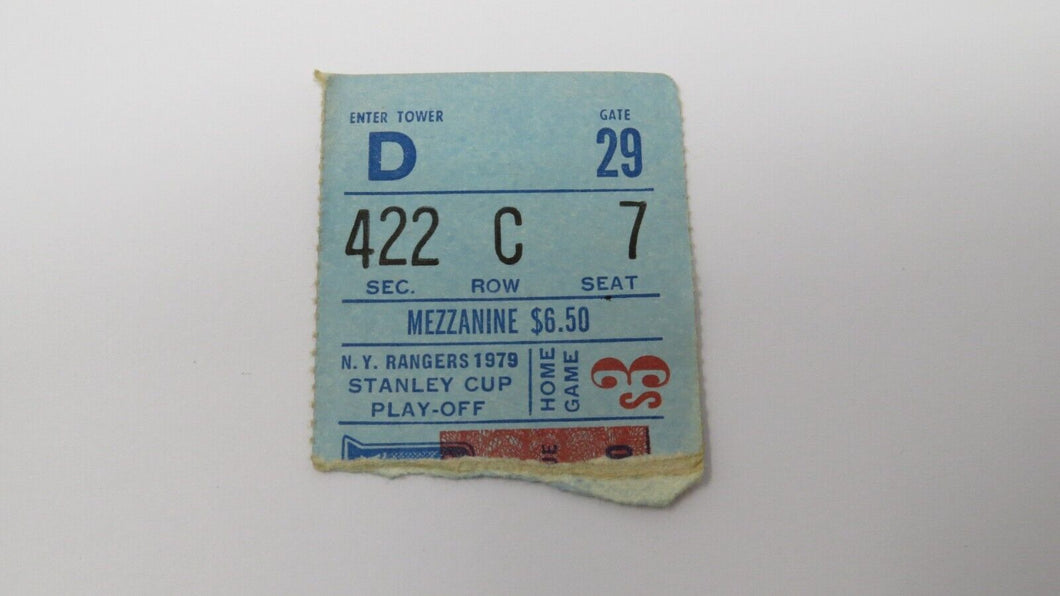 ENTER TOWER GATE
D 29
422 C 7
SEC. ROW SEAT
MEZZANINE $6.50
N.Y. RANGERS 1979
STANLEY CUP
PLAY-OFF
HOME
GAME
S3